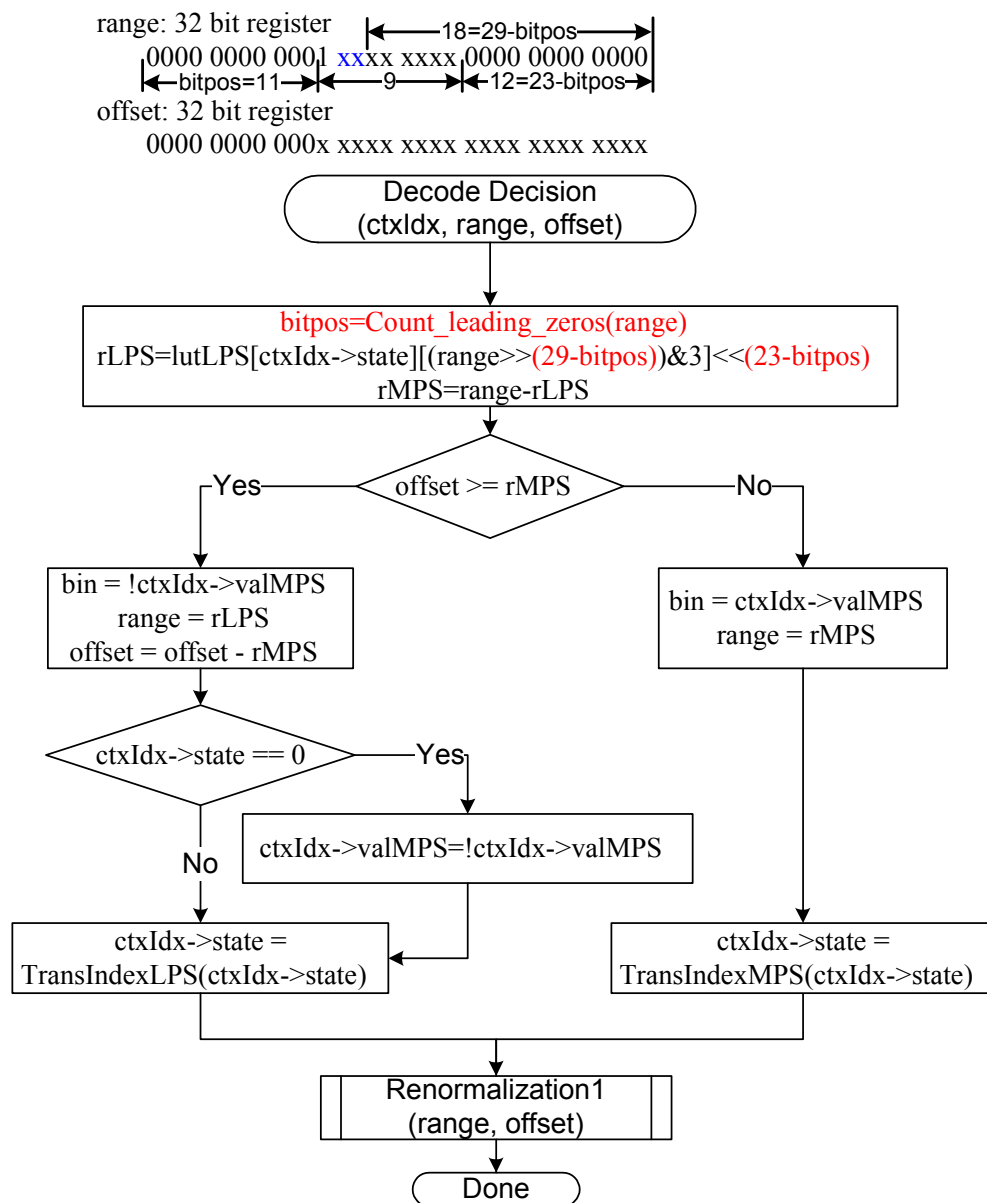 range: 32 bit register
18=29-bitpos
0000 0000 0001 xxxx xxxx 0000 0000 0000
bitpos=11
9
12=23-bitpos
offset: 32 bit register
0000 0000 000x xxxx xxxx xxxx xxxx xxxx
Decode Decision
(ctxIdx, range, offset)
bitpos=Count_leading_zeros(range)
rLPS=lutLPS[ctxIdx->state][(range>>(29-bitpos))&3]<<(23-bitpos)
rMPS=range-rLPS
offset >= rMPS
Yes
No
bin = !ctxIdx->valMPS
range = rLPS
offset = offset - rMPS
bin = ctxIdx->valMPS
range = rMPS
ctxIdx->state == 0
Yes
No
ctxIdx->valMPS=!ctxIdx->valMPS
ctxIdx->state =
TransIndexLPS(ctxIdx->state)
ctxIdx->state =
TransIndexMPS(ctxIdx->state)
Renormalization1
(range, offset)
Done